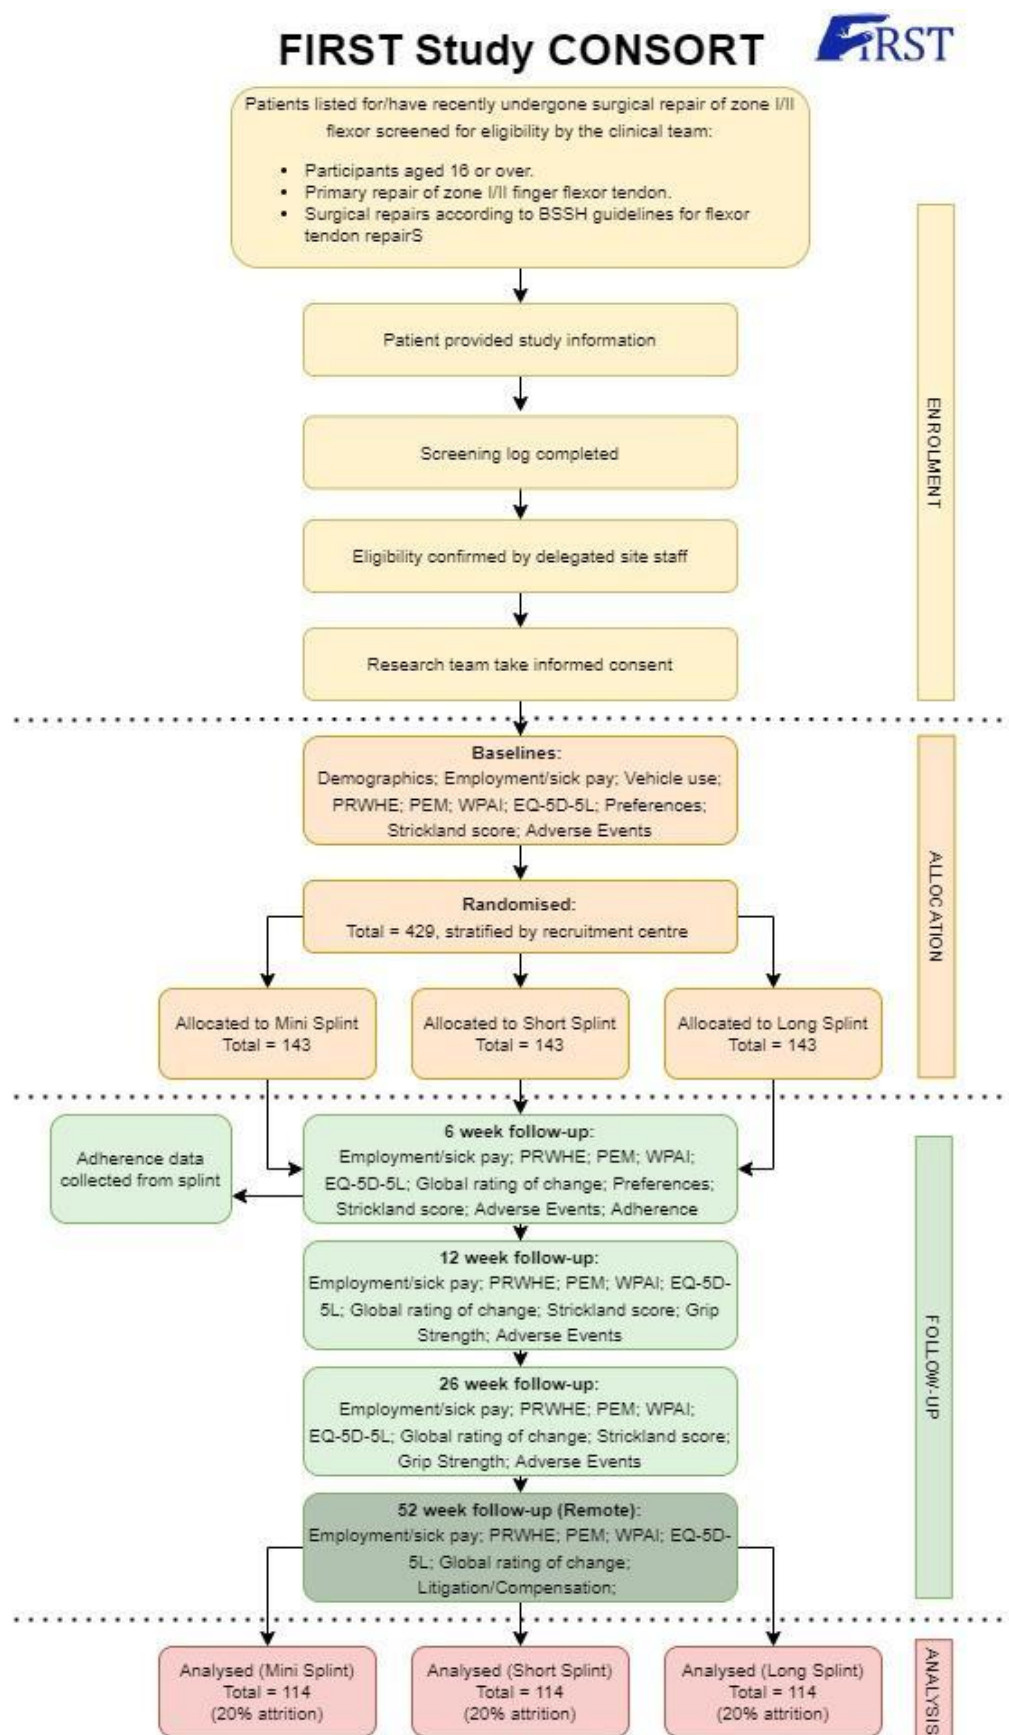 FIRST Study CONSORT
FIRST
Patients listed for/have recently undergone surgical repair of zone I/II
flexor screened for eligibility by the clinical team:
• Participants aged 16 or over.
• Primary repair of zone I/II finger flexor tendon.
• Surgical repairs according to BSSH guidelines for flexor
tendon repairS
Patient provided study information
Screening log completed
Eligibility confirmed by delegated site staff
Research team take informed consent
ENROLMENT
Baselines:
Demographics; Employment/sick pay; Vehicle use;
PRWHE; PEM; WPAI; EQ-5D-5L; Preferences;
Strickland score; Adverse Events
Randomised:
Total = 429, stratified by recruitment centre
Allocated to Mini Splint
Total = 143
Allocated to Short Splint
Total = 143
Allocated to Long Splint
Total = 143
ALLOCATION
Adherence data
collected from splint
6 week follow-up:
Employment/sick pay; PRWHE; PEM; WPAI;
EQ-5D-5L; Global rating of change; Preferences;
Strickland score; Adverse Events; Adherence
12 week follow-up:
Employment/sick pay; PRWHE; PEM; WPAI; EQ-5D-
5L; Global rating of change; Strickland score; Grip
Strength; Adverse Events
26 week follow-up:
Employment/sick pay; PRWHE; PEM; WPAI;
EQ-5D-5L; Global rating of change; Strickland score;
Grip Strength; Adverse Events
52 week follow-up (Remote):
Employment/sick pay; PRWHE; PEM; WPAI; EQ-5D-
5L; Global rating of change;
Litigation/Compensation;
FOLLOW-UP
Analysed (Mini Splint)
Total = 114
(20% attrition)
Analysed (Short Splint)
Total = 114
(20% attrition)
Analysed (Long Splint)
Total = 114
(20% attrition)
ANALYSIS